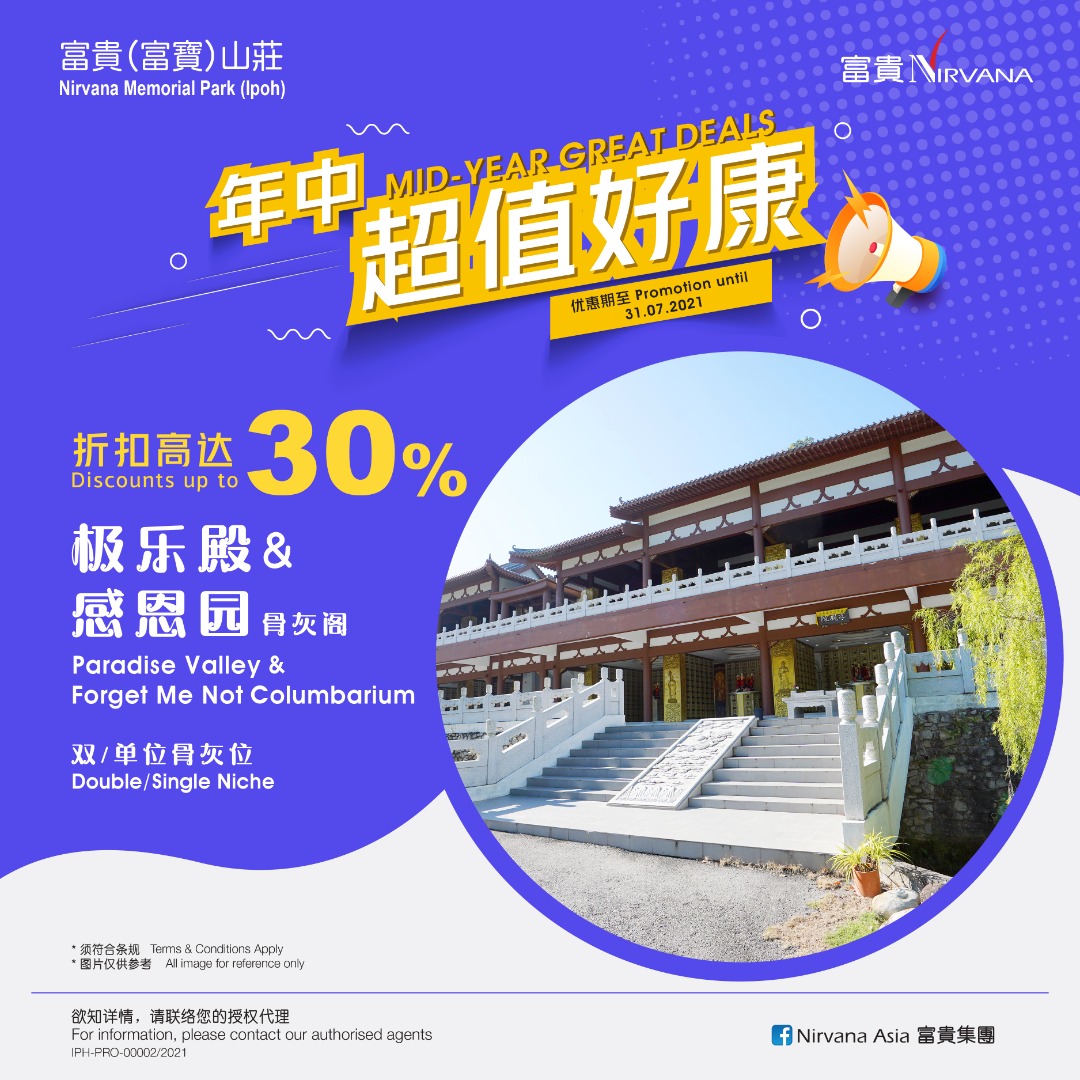 富貴(富寶)山莊
Nirvana Memorial Park (Ipoh)
富貴 NIRVANA
MID-YEAR GREAT DEALS
年中
超值好康
优惠期至 Promotion until
31.07.2021
折扣高达
Discounts up to
30%
极乐殿 &
感恩园 骨灰阁
Paradise Valley &
Forget Me Not Columbarium
双/单位骨灰位
Double/Single Niche
* 须符合条规 Terms & Conditions Apply
* 图片仅供参考 All image for reference only
欲知详情，请联络您的授权代理
For information, please contact our authorised agents
IPH-PRO-00002/2021
Nirvana Asia 富貴集團